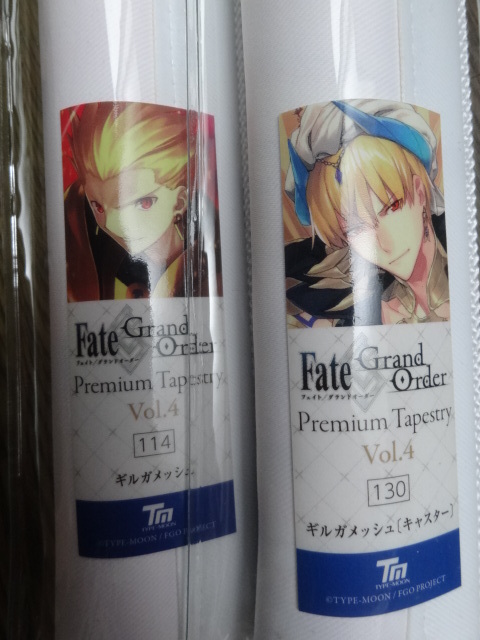 Fate
Grand
Order
フェイト/グランドオーダー
Premium Tapestry
Vol.4
114
ギルガメッシュ
TM
TYPE-MOON
©TYPE-MOON / FGO PROJECT
Fate
Grand
Order
フェイト/グランドオーダー
Premium Tapestry
Vol.4
130
ギルガメッシュ〔キャスター〕
TM
TYPE-MOON
©TYPE-MOON / FGO PROJECT